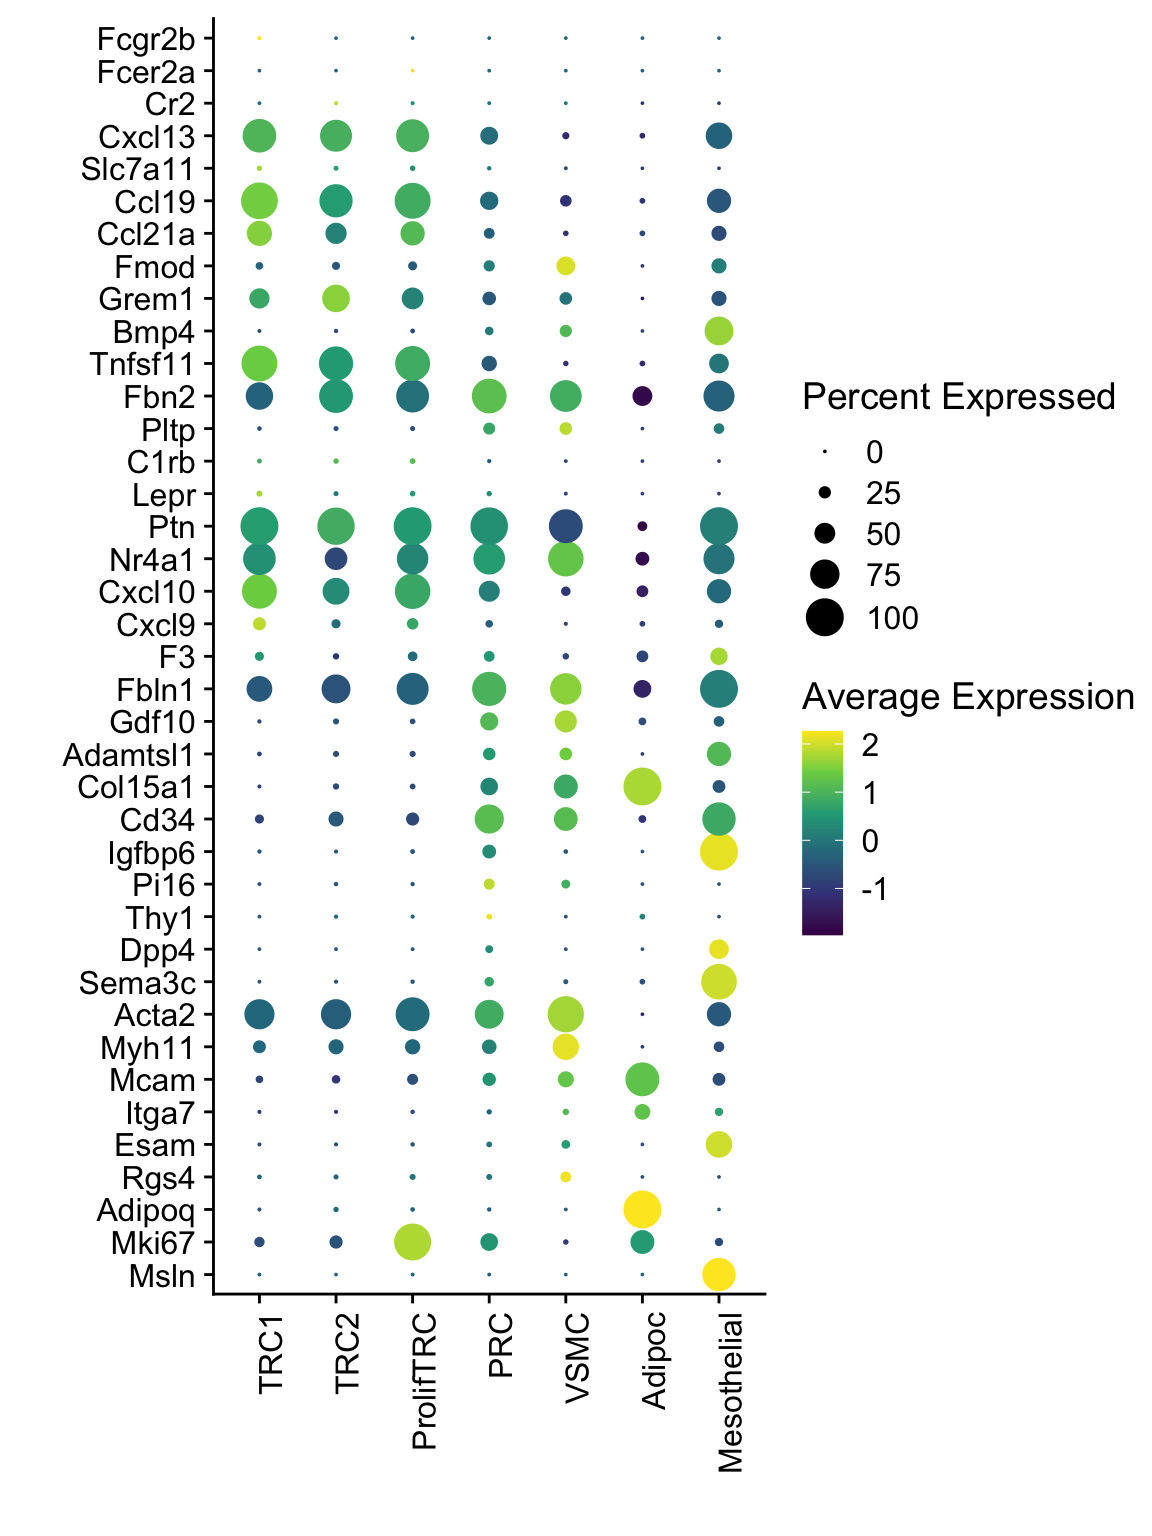 Fcgr2b
Fcer2a
Cr2
Cxcl13
Slc7a11
Ccl19
Ccl21a
Fmod
Grem1
Bmp4
Tnfsf11
Fbn2
Pltp
C1rb
Lepr
Ptn
Nr4a1
Cxcl10
Cxcl9
F3
Fbln1
Gdf10
Adamtsl1
Col15a1
Cd34
Igfbp6
Pi16
Thy1
Dpp4
Sema3c
Acta2
Myh11
Mcam
Itga7
Esam
Rgs4
Adipoq
Mki67
Msln
TRC1
TRC2
ProlifTRC
PRC
VSMC
Adipoc
Mesothelial
Percent Expressed
0
25
50
75
100
Average Expression
2
1
0
-1